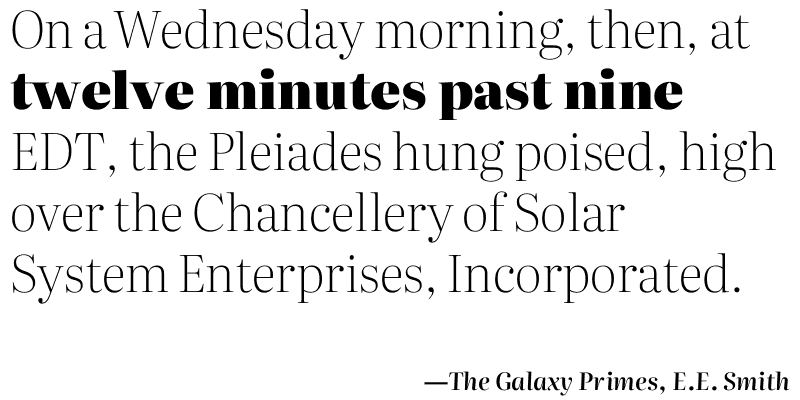 On a Wednesday morning, then, at
twelve minutes past nine
EDT, the Pleiades hung poised, high
over the Chancellery of Solar
System Enterprises, Incorporated.
—The Galaxy Primes, E.E. Smith